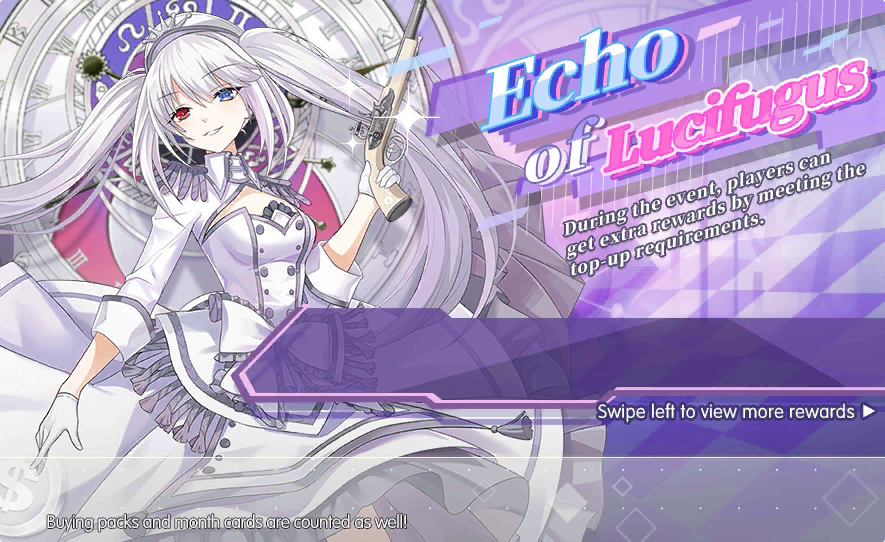 Echo
of Lucifugus
During the event, players can
get extra rewards by meeting the
top-up requirements.
Swipe left to view more rewards ▶
Buying packs and month cards are counted as well!